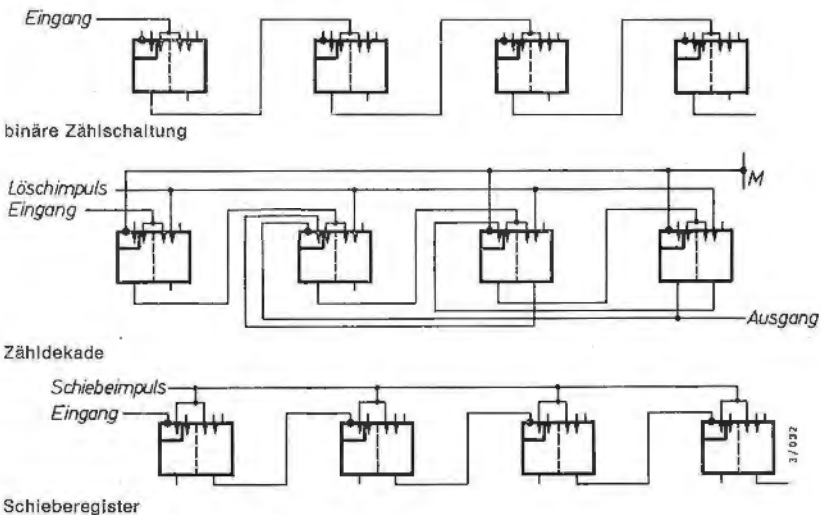 Eingang
binäre Zählschaltung
M
Löschimpuls
Eingang
Ausgang
Zähldekade
Schiebeimpuls
Eingang
3/032
Schieberegister